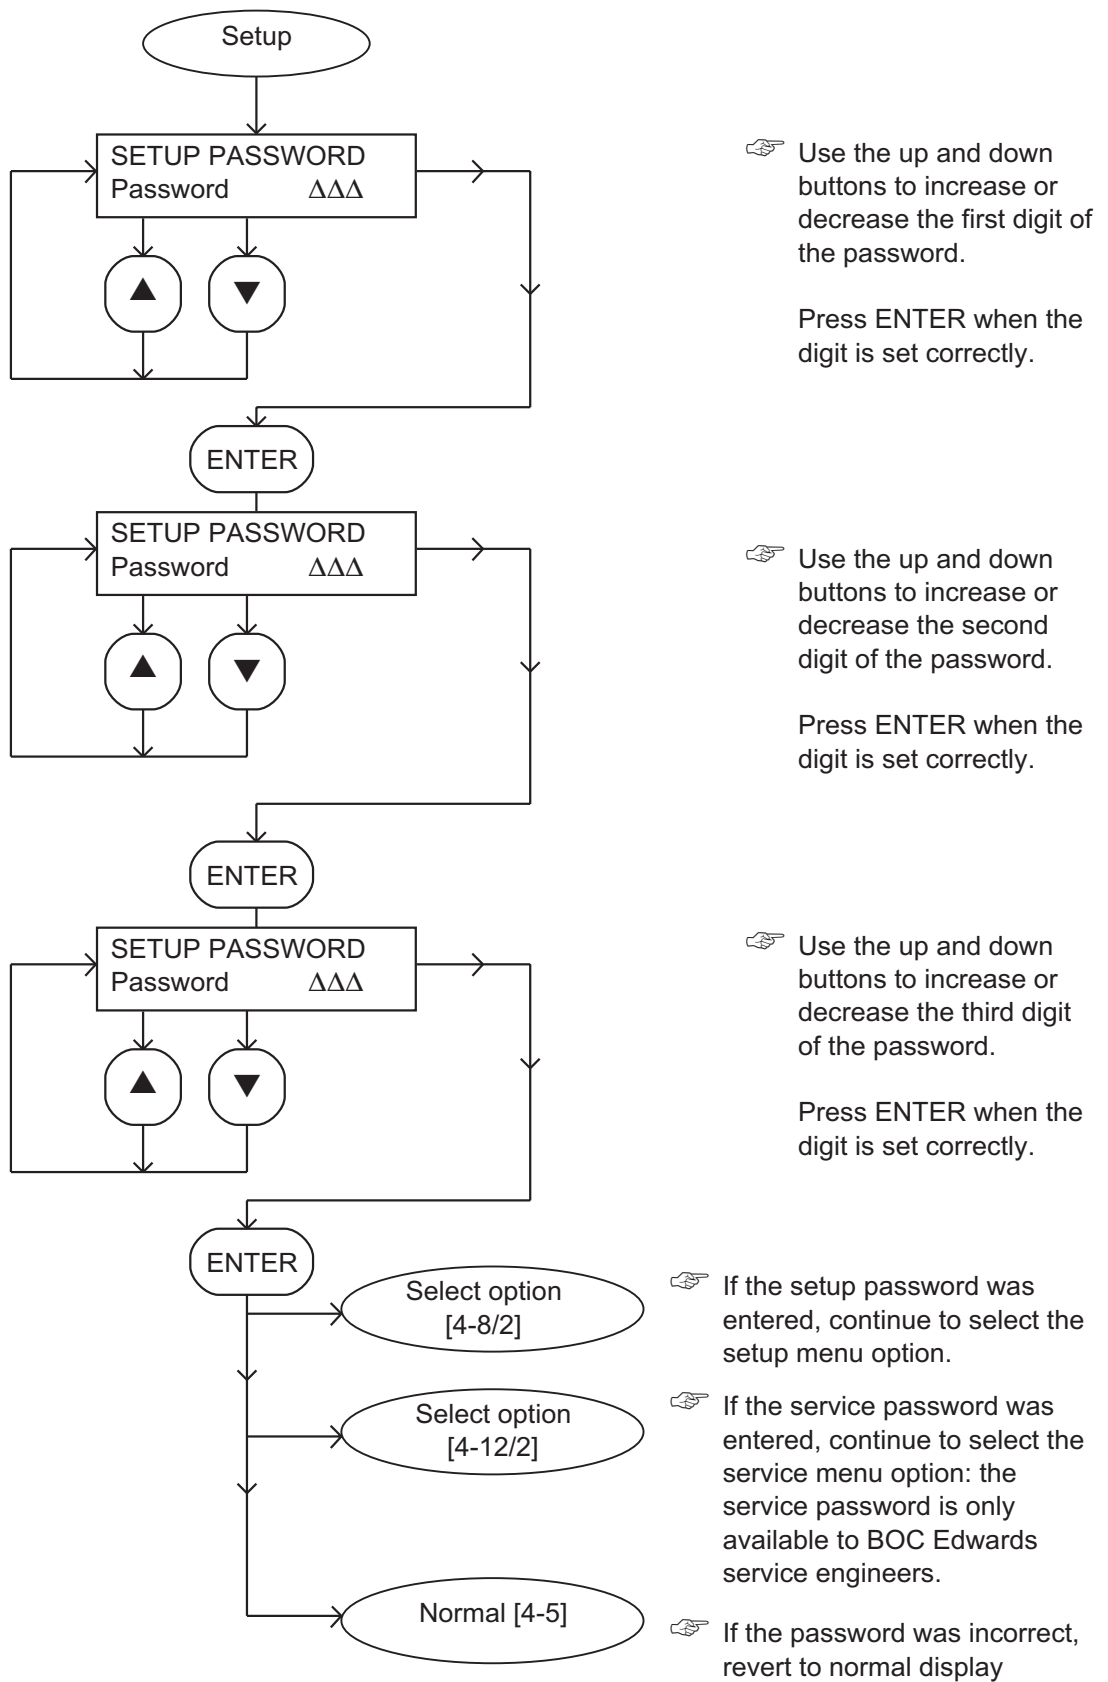 Setup
SETUP PASSWORD
Password ΔΔΔ
▲ ▼
☞ Use the up and down
buttons to increase or
decrease the first digit of
the password.
Press ENTER when the
digit is set correctly.
ENTER
SETUP PASSWORD
Password ΔΔΔ
▲ ▼
☞ Use the up and down
buttons to increase or
decrease the second
digit of the password.
Press ENTER when the
digit is set correctly.
ENTER
SETUP PASSWORD
Password ΔΔΔ
▲ ▼
☞ Use the up and down
buttons to increase or
decrease the third digit
of the password.
Press ENTER when the
digit is set correctly.
ENTER
Select option
[4-8/2]
☞ If the setup password was
entered, continue to select the
setup menu option.
Select option
[4-12/2]
☞ If the service password was
entered, continue to select the
service menu option: the
service password is only
available to BOC Edwards
service engineers.
Normal [4-5]
☞ If the password was incorrect,
revert to normal display